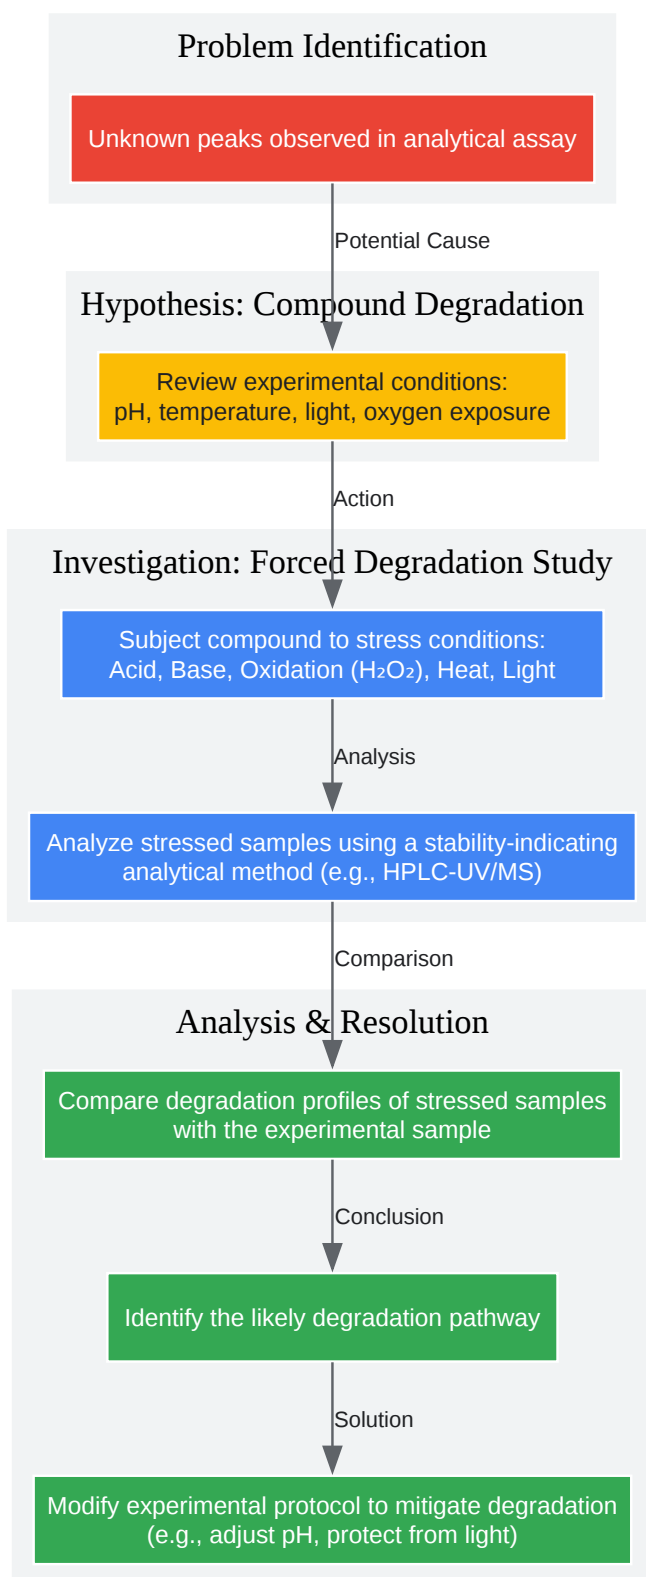 Problem Identification
Unknown peaks observed in analytical assay
Potential Cause
Hypothesis: Compound Degradation
Review experimental conditions:
pH, temperature, light, oxygen exposure
Action
Investigation: Forced Degradation Study
Subject compound to stress conditions:
Acid, Base, Oxidation (H₂O₂), Heat, Light
Analysis
Analyze stressed samples using a stability-indicating
analytical method (e.g., HPLC-UV/MS)
Comparison
Analysis & Resolution
Compare degradation profiles of stressed samples
with the experimental sample
Conclusion
Identify the likely degradation pathway
Solution
Modify experimental protocol to mitigate degradation
(e.g., adjust pH, protect from light)